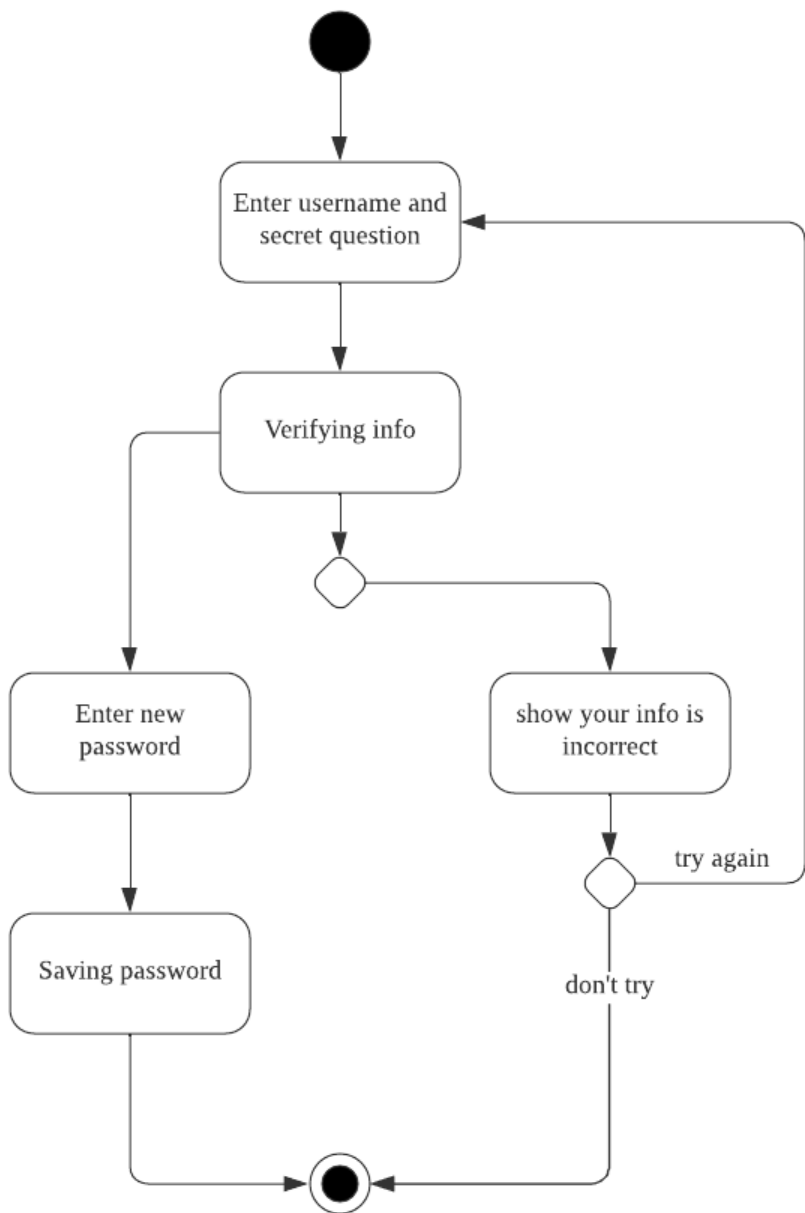 Enter username and
secret question
Verifying info
Enter new
password
show your info is
incorrect
try again
Saving password
don't try